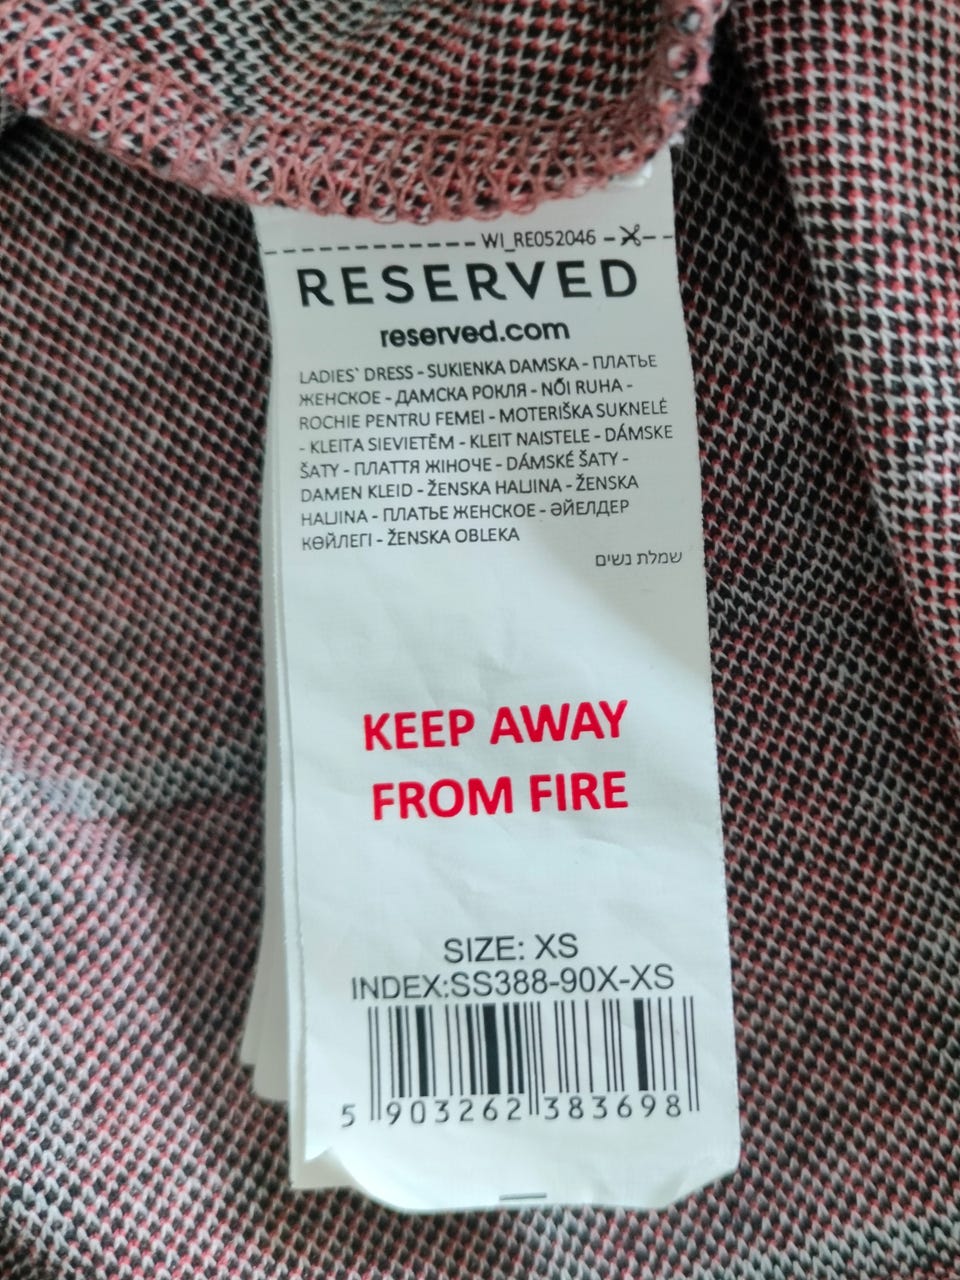 WI_RE052046
RESERVED
reserved.com
LADIES` DRESS - SUKIENKA DAMSKA - ПЛАТЬЕ
ЖЕНСКОЕ - ДАМСКА РОКЛЯ - NŐI RUHA -
ROCHIE PENTRU FEMEI - MOTERIŠKA SUKNELĖ
- KLEITA SIEVIETĒM - KLEIT NAISTELE - DÁMSKE
ŠATY - ПЛАТТЯ ЖІНОЧЕ - DÁMSKÉ ŠATY -
DAMEN KLEID - ŽENSKA HALJINA - ŽENSKA
HALJINA - ПЛАТЬЕ ЖЕНСКОЕ - ӘЙЕЛДЕР
КӨЙЛЕГІ - ŽENSKA OBLEKA
שמלת נשים
KEEP AWAY
FROM FIRE
SIZE: XS
INDEX:SS388-90X-XS
5 903262 383698